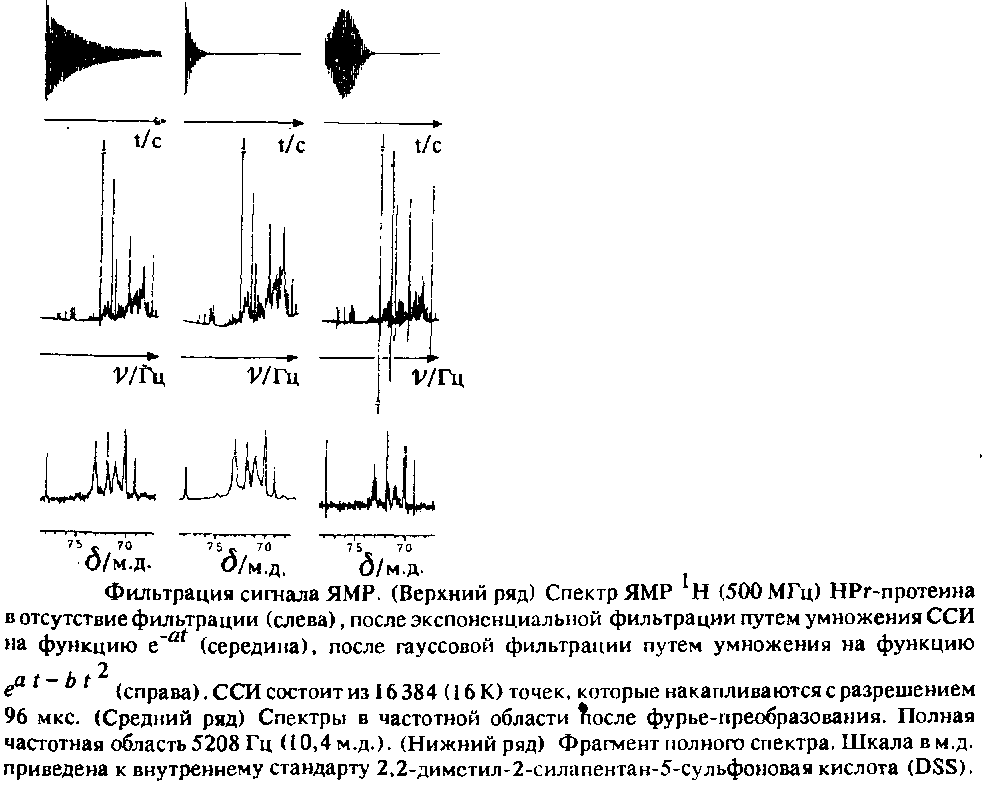 t/c t/c t/c
ν/Гц ν/Гц ν/Гц
75 70 75 70 75 70
δ/м.д. δ/м.д. δ/м.д.
Фильтрация сигнала ЯМР. (Верхний ряд) Спектр ЯМР ¹H (500 МГц) HPr-протеина
в отсутствие фильтрации (слева), после экспоненциальной фильтрации путем умножения ССИ
на функцию e⁻ᵃᵗ (середина), после гауссовой фильтрации путем умножения на функцию
e^{at – bt²} (справа). ССИ состоит из 16 384 (16 К) точек, которые накапливаются с разрешением
96 мкс. (Средний ряд) Спектры в частотной области после фурье-преобразования. Полная
частотная область 5208 Гц (10,4 м.д.). (Нижний ряд) Фрагмент полного спектра. Шкала в м.д.
приведена к внутреннему стандарту 2,2-диметил-2-силапентан-5-сульфоновая кислота (DSS).